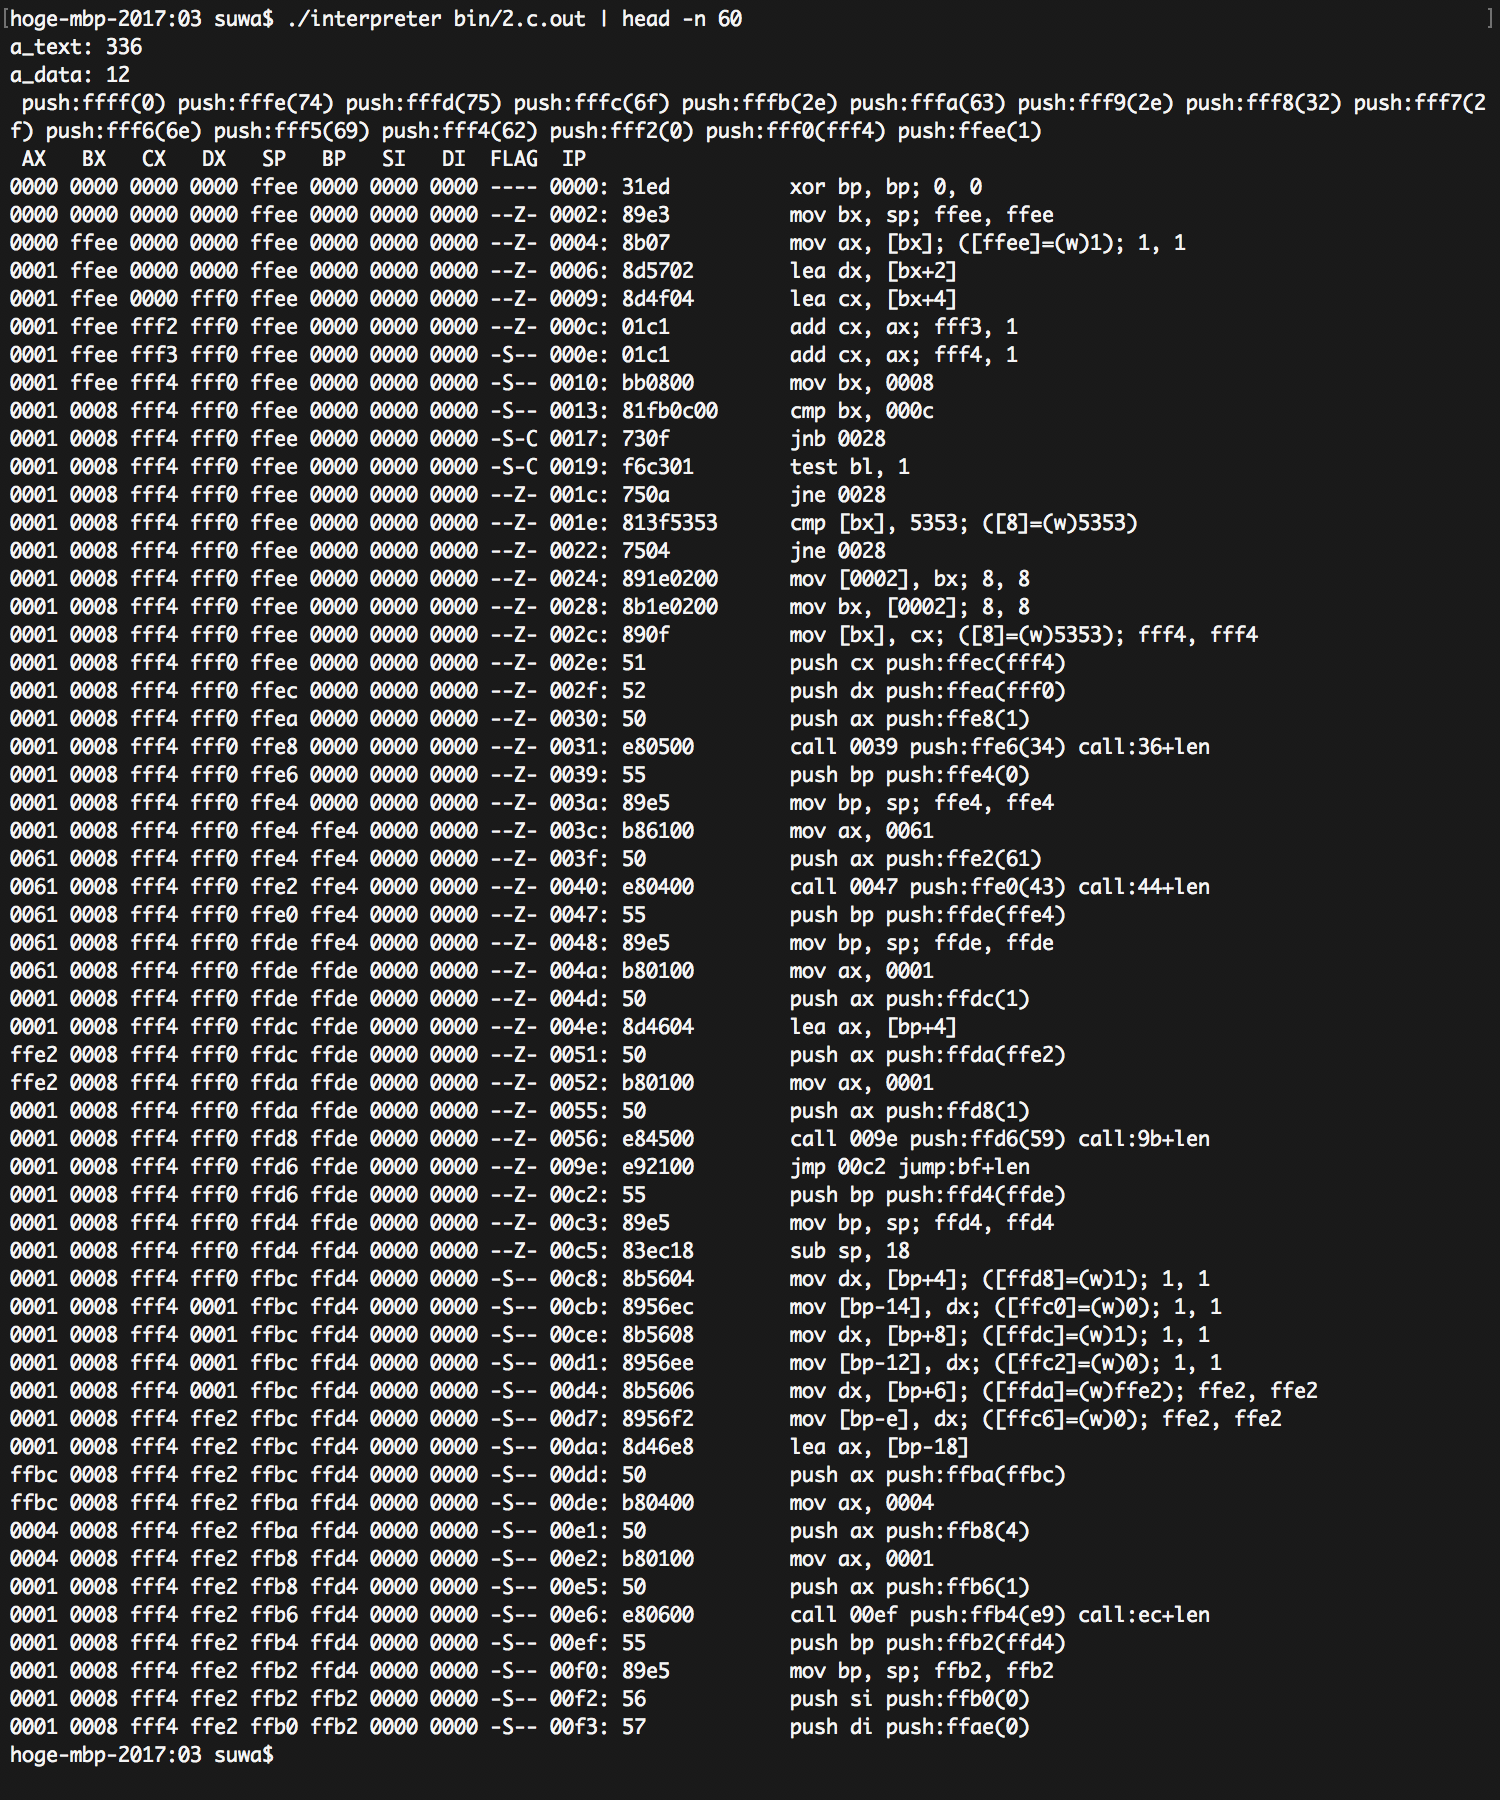 [hoge-mbp-2017:03 suwa$ ./interpreter bin/2.c.out | head -n 60 ]
a_text: 336
a_data: 12
 push:ffff(0) push:fffe(74) push:fffd(75) push:fffc(6f) push:fffb(2e) push:fffa(63) push:fff9(2e) push:fff8(32) push:fff7(2
f) push:fff6(6e) push:fff5(69) push:fff4(62) push:fff2(0) push:fff0(fff4) push:ffee(1)
 AX   BX   CX   DX   SP   BP   SI   DI  FLAG  IP
0000 0000 0000 0000 ffee 0000 0000 0000 ---- 0000: 31ed          xor bp, bp; 0, 0
0000 0000 0000 0000 ffee 0000 0000 0000 --Z- 0002: 89e3          mov bx, sp; ffee, ffee
0000 ffee 0000 0000 ffee 0000 0000 0000 --Z- 0004: 8b07          mov ax, [bx]; ([ffee]=(w)1); 1, 1
0001 ffee 0000 0000 ffee 0000 0000 0000 --Z- 0006: 8d5702        lea dx, [bx+2]
0001 ffee 0000 fff0 ffee 0000 0000 0000 --Z- 0009: 8d4f04        lea cx, [bx+4]
0001 ffee fff2 fff0 ffee 0000 0000 0000 --Z- 000c: 01c1          add cx, ax; fff3, 1
0001 ffee fff3 fff0 ffee 0000 0000 0000 -S-- 000e: 01c1          add cx, ax; fff4, 1
0001 ffee fff4 fff0 ffee 0000 0000 0000 -S-- 0010: bb0800        mov bx, 0008
0001 0008 fff4 fff0 ffee 0000 0000 0000 -S-- 0013: 81fb0c00      cmp bx, 000c
0001 0008 fff4 fff0 ffee 0000 0000 0000 -S-C 0017: 730f          jnb 0028
0001 0008 fff4 fff0 ffee 0000 0000 0000 -S-C 0019: f6c301        test bl, 1
0001 0008 fff4 fff0 ffee 0000 0000 0000 --Z- 001c: 750a          jne 0028
0001 0008 fff4 fff0 ffee 0000 0000 0000 --Z- 001e: 813f5353      cmp [bx], 5353; ([8]=(w)5353)
0001 0008 fff4 fff0 ffee 0000 0000 0000 --Z- 0022: 7504          jne 0028
0001 0008 fff4 fff0 ffee 0000 0000 0000 --Z- 0024: 891e0200      mov [0002], bx; 8, 8
0001 0008 fff4 fff0 ffee 0000 0000 0000 --Z- 0028: 8b1e0200      mov bx, [0002]; 8, 8
0001 0008 fff4 fff0 ffee 0000 0000 0000 --Z- 002c: 890f          mov [bx], cx; ([8]=(w)5353); fff4, fff4
0001 0008 fff4 fff0 ffee 0000 0000 0000 --Z- 002e: 51            push cx push:ffec(fff4)
0001 0008 fff4 fff0 ffec 0000 0000 0000 --Z- 002f: 52            push dx push:ffea(fff0)
0001 0008 fff4 fff0 ffea 0000 0000 0000 --Z- 0030: 50            push ax push:ffe8(1)
0001 0008 fff4 fff0 ffe8 0000 0000 0000 --Z- 0031: e80500        call 0039 push:ffe6(34) call:36+len
0001 0008 fff4 fff0 ffe6 0000 0000 0000 --Z- 0039: 55            push bp push:ffe4(0)
0001 0008 fff4 fff0 ffe4 0000 0000 0000 --Z- 003a: 89e5          mov bp, sp; ffe4, ffe4
0001 0008 fff4 fff0 ffe4 ffe4 0000 0000 --Z- 003c: b86100        mov ax, 0061
0061 0008 fff4 fff0 ffe4 ffe4 0000 0000 --Z- 003f: 50            push ax push:ffe2(61)
0061 0008 fff4 fff0 ffe2 ffe4 0000 0000 --Z- 0040: e80400        call 0047 push:ffe0(43) call:44+len
0061 0008 fff4 fff0 ffe0 ffe4 0000 0000 --Z- 0047: 55            push bp push:ffde(ffe4)
0061 0008 fff4 fff0 ffde ffe4 0000 0000 --Z- 0048: 89e5          mov bp, sp; ffde, ffde
0061 0008 fff4 fff0 ffde ffde 0000 0000 --Z- 004a: b80100        mov ax, 0001
0001 0008 fff4 fff0 ffde ffde 0000 0000 --Z- 004d: 50            push ax push:ffdc(1)
0001 0008 fff4 fff0 ffdc ffde 0000 0000 --Z- 004e: 8d4604        lea ax, [bp+4]
ffe2 0008 fff4 fff0 ffdc ffde 0000 0000 --Z- 0051: 50            push ax push:ffda(ffe2)
ffe2 0008 fff4 fff0 ffda ffde 0000 0000 --Z- 0052: b80100        mov ax, 0001
0001 0008 fff4 fff0 ffda ffde 0000 0000 --Z- 0055: 50            push ax push:ffd8(1)
0001 0008 fff4 fff0 ffd8 ffde 0000 0000 --Z- 0056: e84500        call 009e push:ffd6(59) call:9b+len
0001 0008 fff4 fff0 ffd6 ffde 0000 0000 --Z- 009e: e92100        jmp 00c2 jump:bf+len
0001 0008 fff4 fff0 ffd6 ffde 0000 0000 --Z- 00c2: 55            push bp push:ffd4(ffde)
0001 0008 fff4 fff0 ffd4 ffde 0000 0000 --Z- 00c3: 89e5          mov bp, sp; ffd4, ffd4
0001 0008 fff4 fff0 ffd4 ffd4 0000 0000 --Z- 00c5: 83ec18        sub sp, 18
0001 0008 fff4 fff0 ffbc ffd4 0000 0000 -S-- 00c8: 8b5604        mov dx, [bp+4]; ([ffd8]=(w)1); 1, 1
0001 0008 fff4 0001 ffbc ffd4 0000 0000 -S-- 00cb: 8956ec        mov [bp-14], dx; ([ffc0]=(w)0); 1, 1
0001 0008 fff4 0001 ffbc ffd4 0000 0000 -S-- 00ce: 8b5608        mov dx, [bp+8]; ([ffdc]=(w)1); 1, 1
0001 0008 fff4 0001 ffbc ffd4 0000 0000 -S-- 00d1: 8956ee        mov [bp-12], dx; ([ffc2]=(w)0); 1, 1
0001 0008 fff4 0001 ffbc ffd4 0000 0000 -S-- 00d4: 8b5606        mov dx, [bp+6]; ([ffda]=(w)ffe2); ffe2, ffe2
0001 0008 fff4 ffe2 ffbc ffd4 0000 0000 -S-- 00d7: 8956f2        mov [bp-e], dx; ([ffc6]=(w)0); ffe2, ffe2
0001 0008 fff4 ffe2 ffbc ffd4 0000 0000 -S-- 00da: 8d46e8        lea ax, [bp-18]
ffbc 0008 fff4 ffe2 ffbc ffd4 0000 0000 -S-- 00dd: 50            push ax push:ffba(ffbc)
ffbc 0008 fff4 ffe2 ffba ffd4 0000 0000 -S-- 00de: b80400        mov ax, 0004
0004 0008 fff4 ffe2 ffba ffd4 0000 0000 -S-- 00e1: 50            push ax push:ffb8(4)
0004 0008 fff4 ffe2 ffb8 ffd4 0000 0000 -S-- 00e2: b80100        mov ax, 0001
0001 0008 fff4 ffe2 ffb8 ffd4 0000 0000 -S-- 00e5: 50            push ax push:ffb6(1)
0001 0008 fff4 ffe2 ffb6 ffd4 0000 0000 -S-- 00e6: e80600        call 00ef push:ffb4(e9) call:ec+len
0001 0008 fff4 ffe2 ffb4 ffd4 0000 0000 -S-- 00ef: 55            push bp push:ffb2(ffd4)
0001 0008 fff4 ffe2 ffb2 ffd4 0000 0000 -S-- 00f0: 89e5          mov bp, sp; ffb2, ffb2
0001 0008 fff4 ffe2 ffb2 ffb2 0000 0000 -S-- 00f2: 56            push si push:ffb0(0)
0001 0008 fff4 ffe2 ffb0 ffb2 0000 0000 -S-- 00f3: 57            push di push:ffae(0)
hoge-mbp-2017:03 suwa$